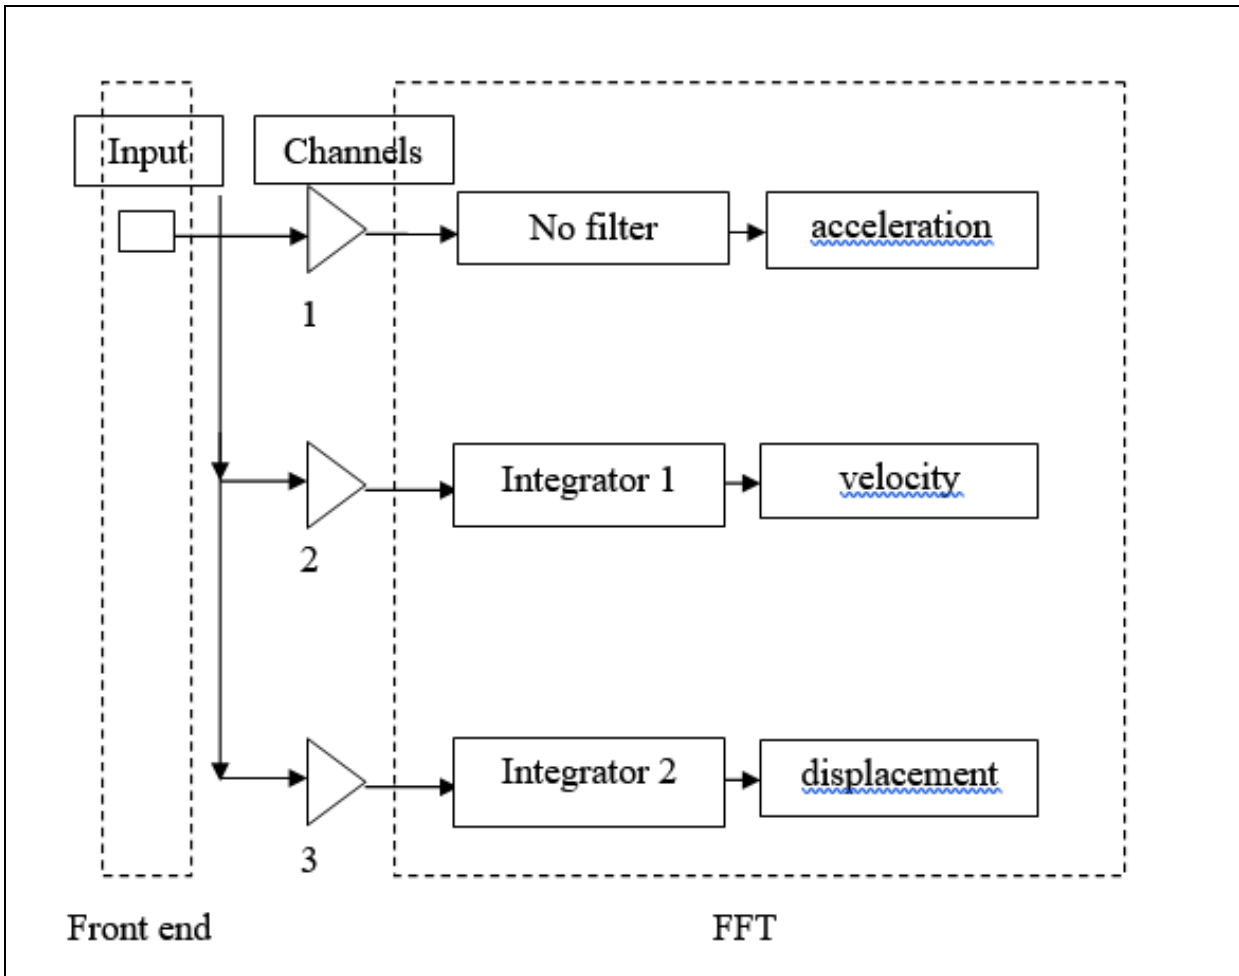 Input
Channels
No filter
acceleration
1
Integrator 1
velocity
2
Integrator 2
displacement
3
Front end
FFT